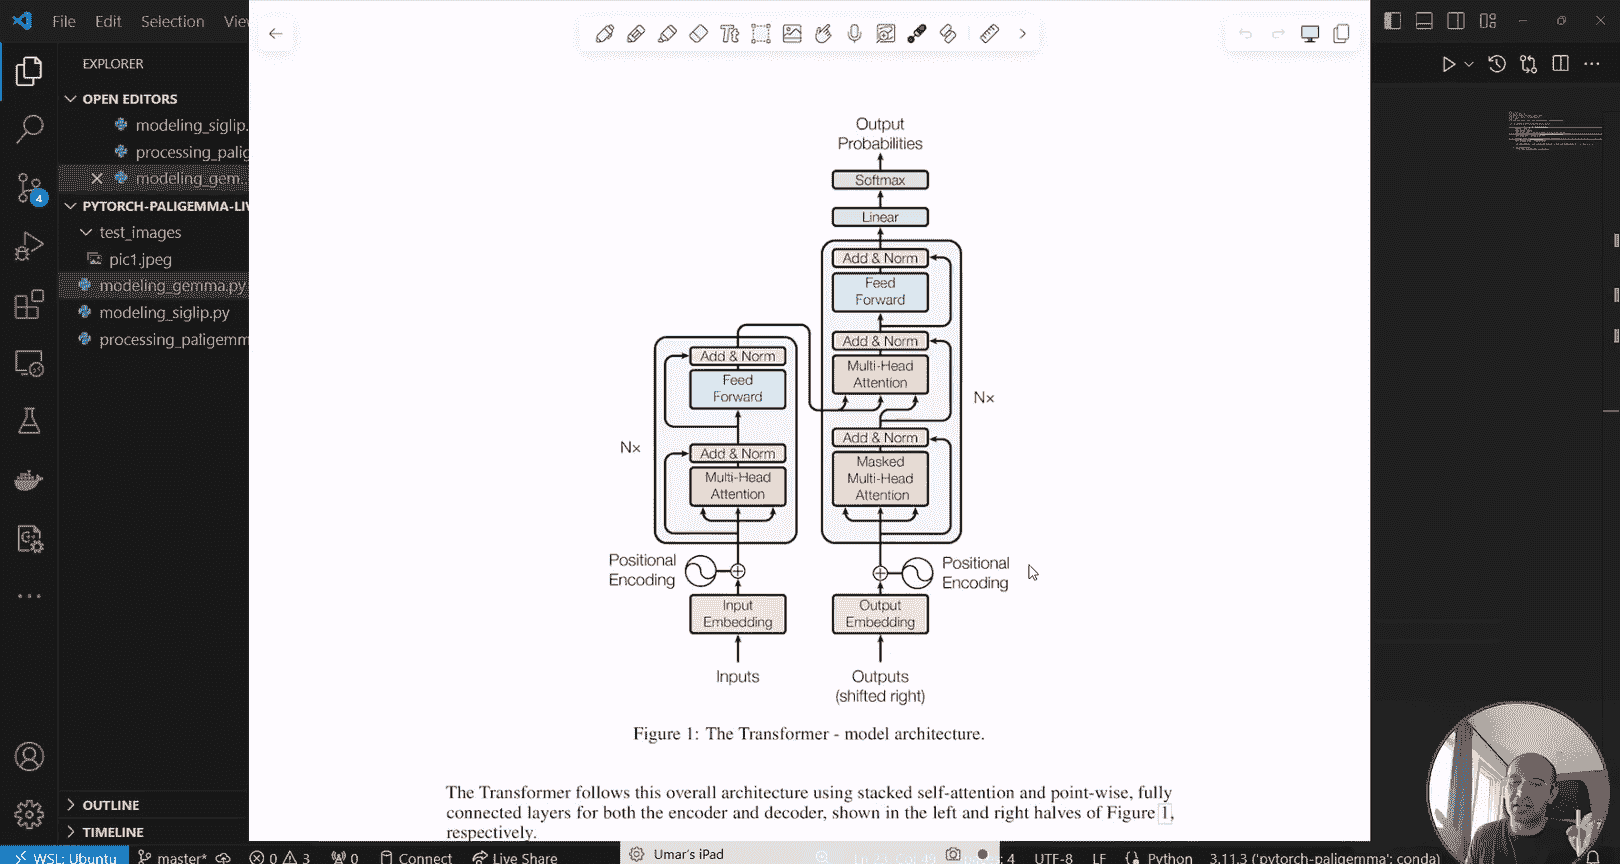 File Edit Selection
EXPLORER
OPEN EDITORS
modeling_siglip.
processing_palig
modeling_gem..
4
PYTORCH-PALIGEMMA-LIV
test_images
pic1.jpeg
modeling_gemma.py
modeling_siglip.py
processing_paligemm
OUTLINE
TIMELINE
Tt
Output
Probabilities
Softmax
Linear
Add & Norm
Feed
Forward
Add & Norm
Multi-Head
Attention
Add & Norm
Masked
Multi-Head
Attention
Nx
Positional
Encoding
Output
Embedding
Outputs
(shifted right)
Add & Norm
Feed
Forward
Add & Norm
Multi-Head
Attention
Nx
Positional
Encoding
Input
Embedding
Inputs
Figure 1: The Transformer - model architecture.
The Transformer follows this overall architecture using stacked self-attention and point-wise, fully
connected layers for both the encoder and decoder, shown in the left and right halves of Figure 1,
respectively.
WSL: Ubuntu master* 0 3 0 Connect Live Share
Umar's iPad
UTF-8 LF Python 3.11.3 ('pytorch-paligemma': conda)